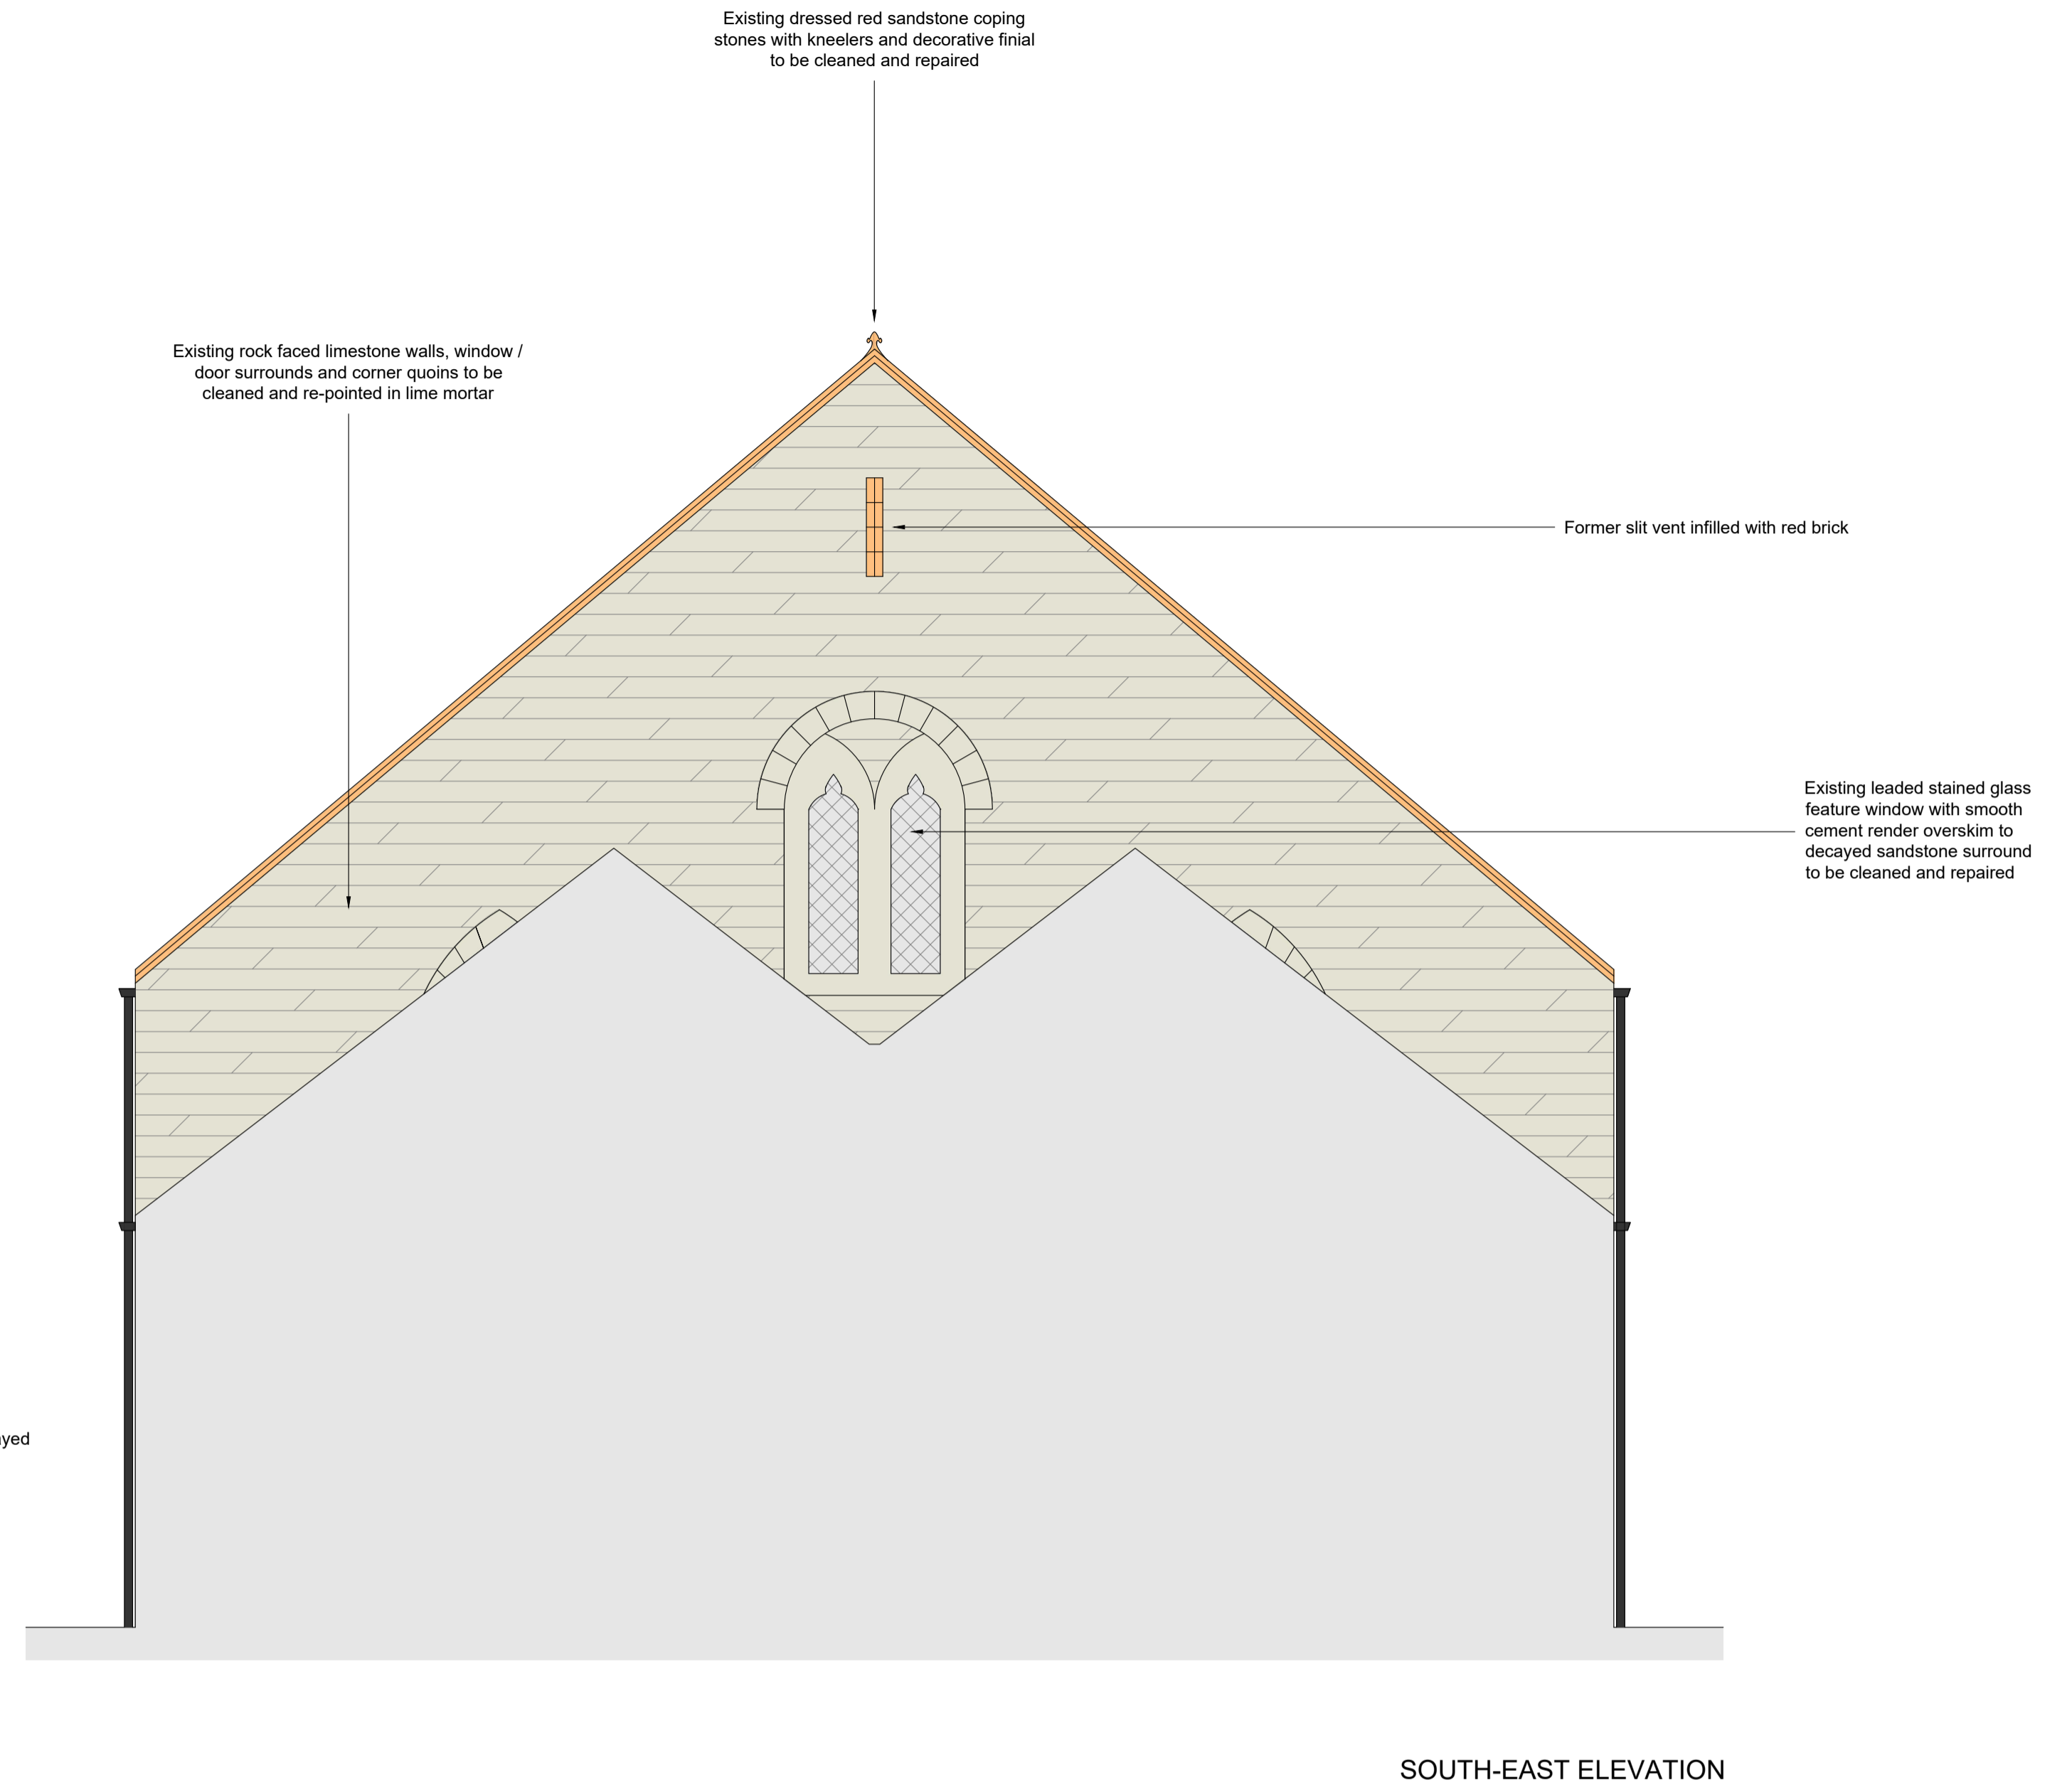 Existing dressed red sandstone coping
stones with kneelers and decorative finial
to be cleaned and repaired
Existing rock faced limestone walls, window /
door surrounds and corner quoins to be
cleaned and re-pointed in lime mortar
Former slit vent infilled with red brick
Existing leaded stained glass
feature window with smooth
cement render overskim to
decayed sandstone surround
to be cleaned and repaired
SOUTH-EAST ELEVATION